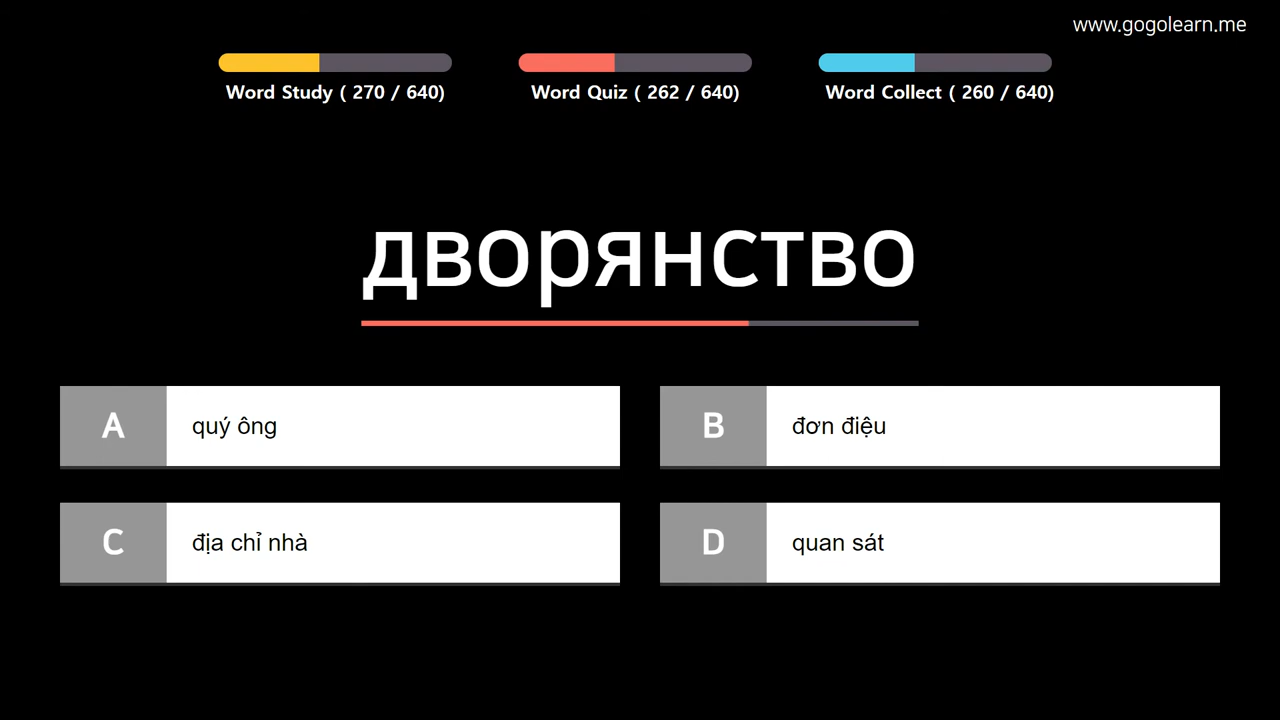 www.gogolearn.me
Word Study ( 270 / 640)
Word Quiz ( 262 / 640)
Word Collect ( 260 / 640)
дворянство
A quý ông
B đơn điệu
C địa chỉ nhà
D quan sát